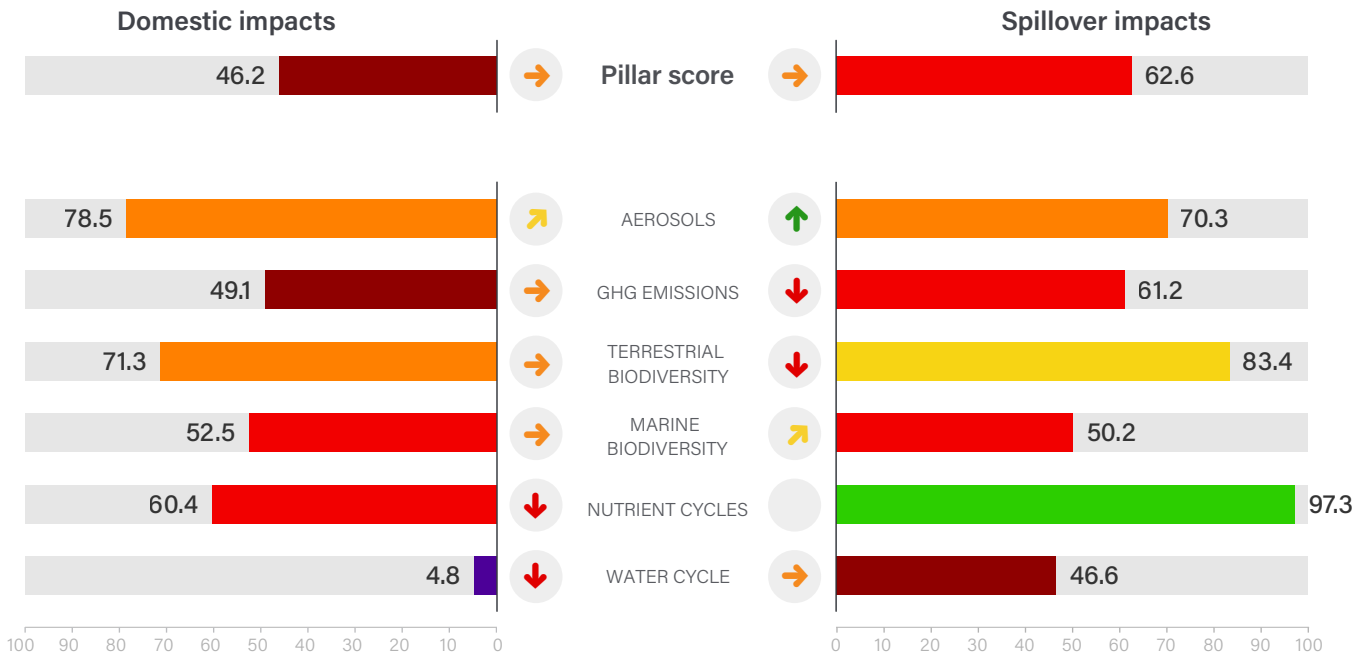 Domestic impacts
Spillover impacts
46.2
Pillar score
62.6
78.5
AEROSOLS
70.3
49.1
GHG EMISSIONS
61.2
71.3
TERRESTRIAL
BIODIVERSITY
83.4
52.5
MARINE
BIODIVERSITY
50.2
60.4
NUTRIENT CYCLES
97.3
4.8
WATER CYCLE
46.6
100 90 80 70 60 50 40 30 20 10 0
0 10 20 30 40 50 60 70 80 90 100